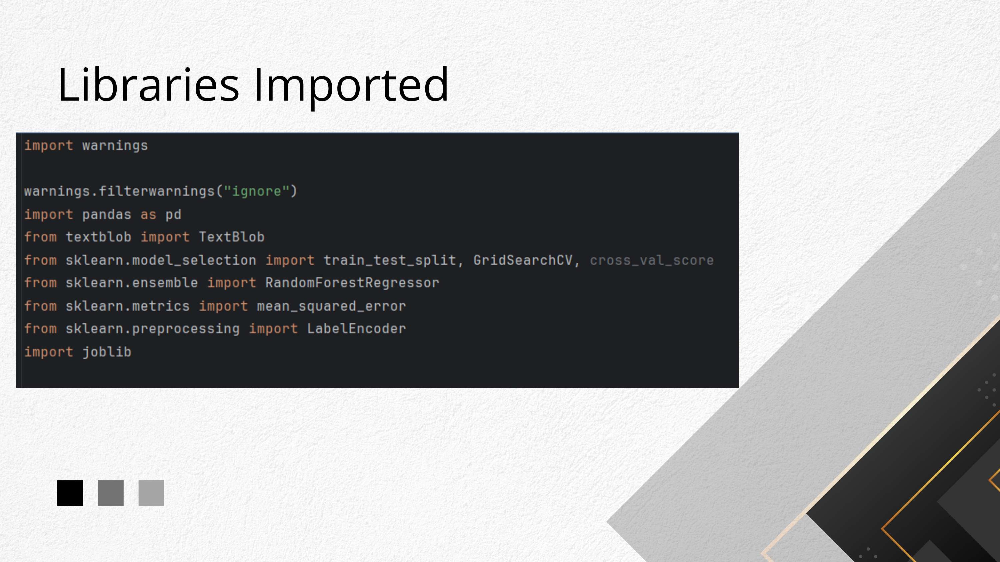 Libraries Imported
import warnings
warnings.filterwarnings("ignore")
import pandas as pd
from textblob import TextBlob
from sklearn.model_selection import train_test_split, GridSearchCV, cross_val_score
from sklearn.ensemble import RandomForestRegressor
from sklearn.metrics import mean_squared_error
from sklearn.preprocessing import LabelEncoder
import joblib